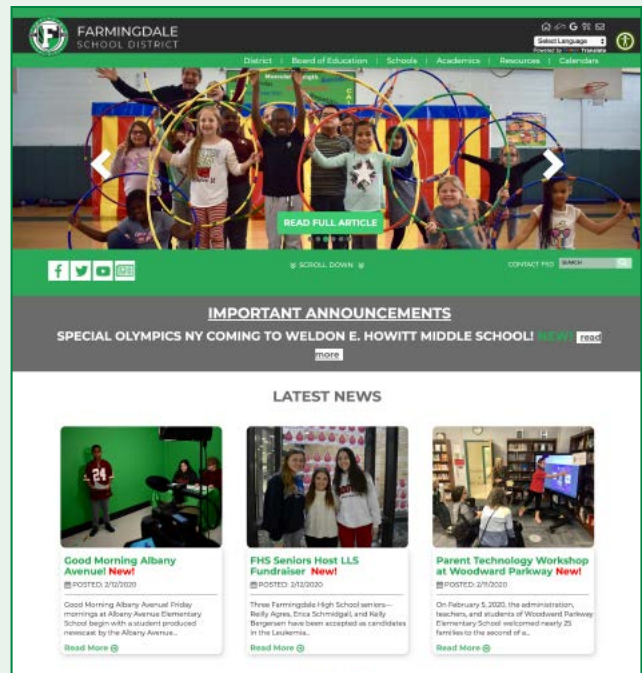 FARMINGDALE
SCHOOL DISTRICT
Select Language
Powered by Translate
District | Board of Education | Schools | Academics | Resources | Calendars
READ FULL ARTICLE
SCROLL DOWN
CONTACT FSD
SEARCH
IMPORTANT ANNOUNCEMENTS
SPECIAL OLYMPICS NY COMING TO WELDON E. HOWITT MIDDLE SCHOOL! NEW! read
more
LATEST NEWS
Good Morning Albany
Avenue! New!
POSTED: 2/12/2020
Good Morning Albany Avenue! Friday
mornings at Albany Avenue Elementary
School begin with a student produced
newscast by the Albany Avenue...
Read More
FHS Seniors Host LLS
Fundraiser New!
POSTED: 2/12/2020
Three Farmingdale High School seniors—
Reilly Agres, Erica Schmidgall, and Kelly
Bergersen have been accepted as candidates
in the Leukemia...
Read More
Parent Technology Workshop
at Woodward Parkway New!
POSTED: 2/11/2020
On February 5, 2020, the administration,
teachers, and students of Woodward Parkway
Elementary School welcomed nearly 25
families to the second of a...
Read More